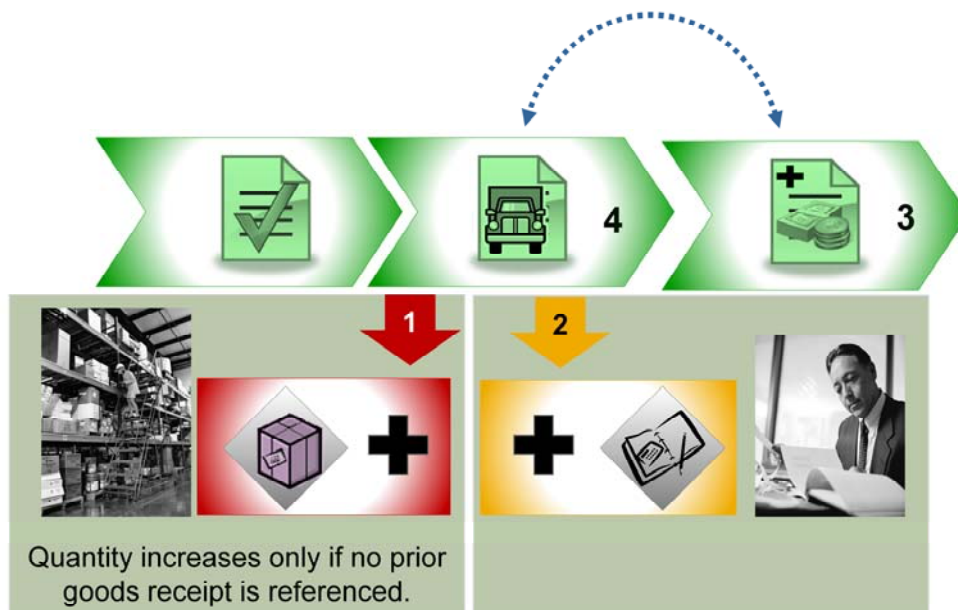 4
3
1
2
Quantity increases only if no prior
goods receipt is referenced.